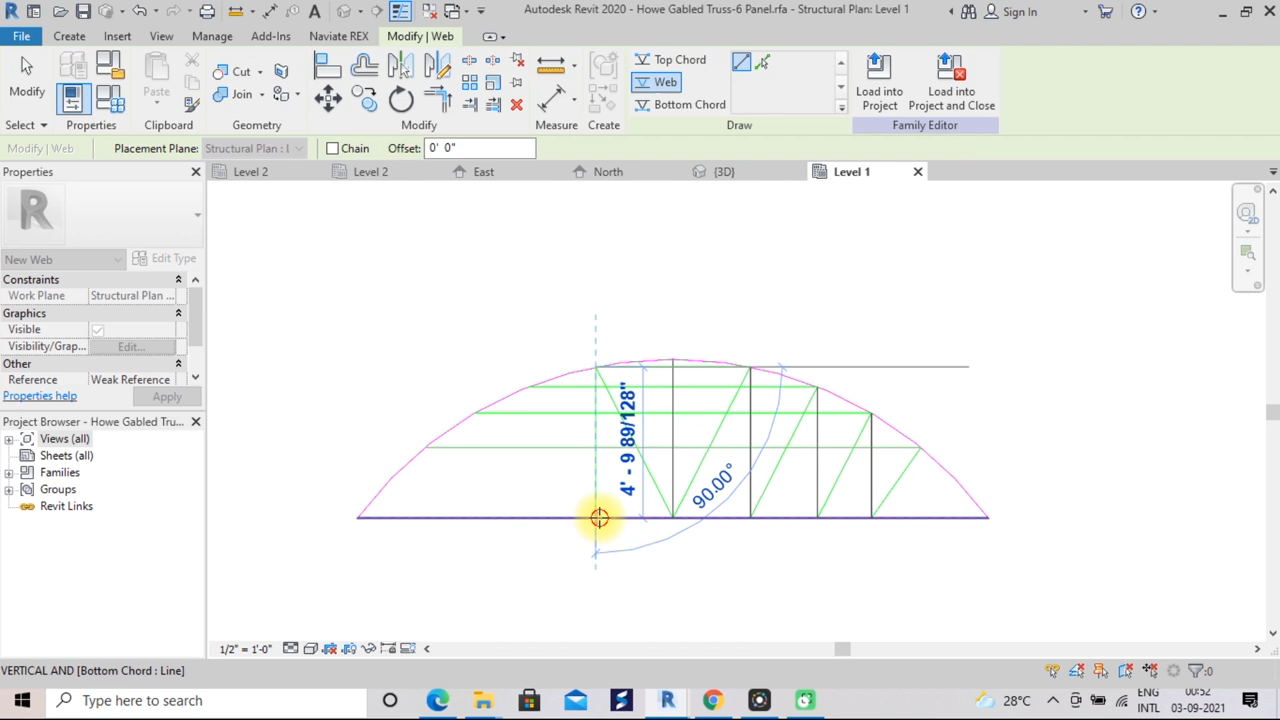 Autodesk Revit 2020 - Howe Gabled Truss-6 Panel.rfa - Structural Plan: Level 1
Sign In
File Create Insert View Manage Add-Ins Naviate REX Modify | Web
Modify
Select
Properties
Paste
Clipboard
Cut
Join
Geometry
Modify
Measure
Create
Top Chord
Web
Bottom Chord
Draw
Load into
Project
Load into
Project and Close
Family Editor
Modify | Web
Placement Plane: Structural Plan : L
Chain
Offset: 0' 0"
Properties
Level 2
Level 2
East
North
{3D}
Level 1
New Web
Edit Type
Constraints
Work Plane Structural Plan ...
Graphics
Visible
Visibility/Grap... Edit...
Other
Reference Weak Reference
Properties help
Apply
Project Browser - Howe Gabled Tru...
Views (all)
Sheets (all)
Families
Groups
Revit Links
4' - 9 89/128"
90.00°
2D
1/2" = 1'-0"
VERTICAL AND [Bottom Chord : Line]
:0
Type here to search
28°C
ENG
INTL
00:52
03-09-2021